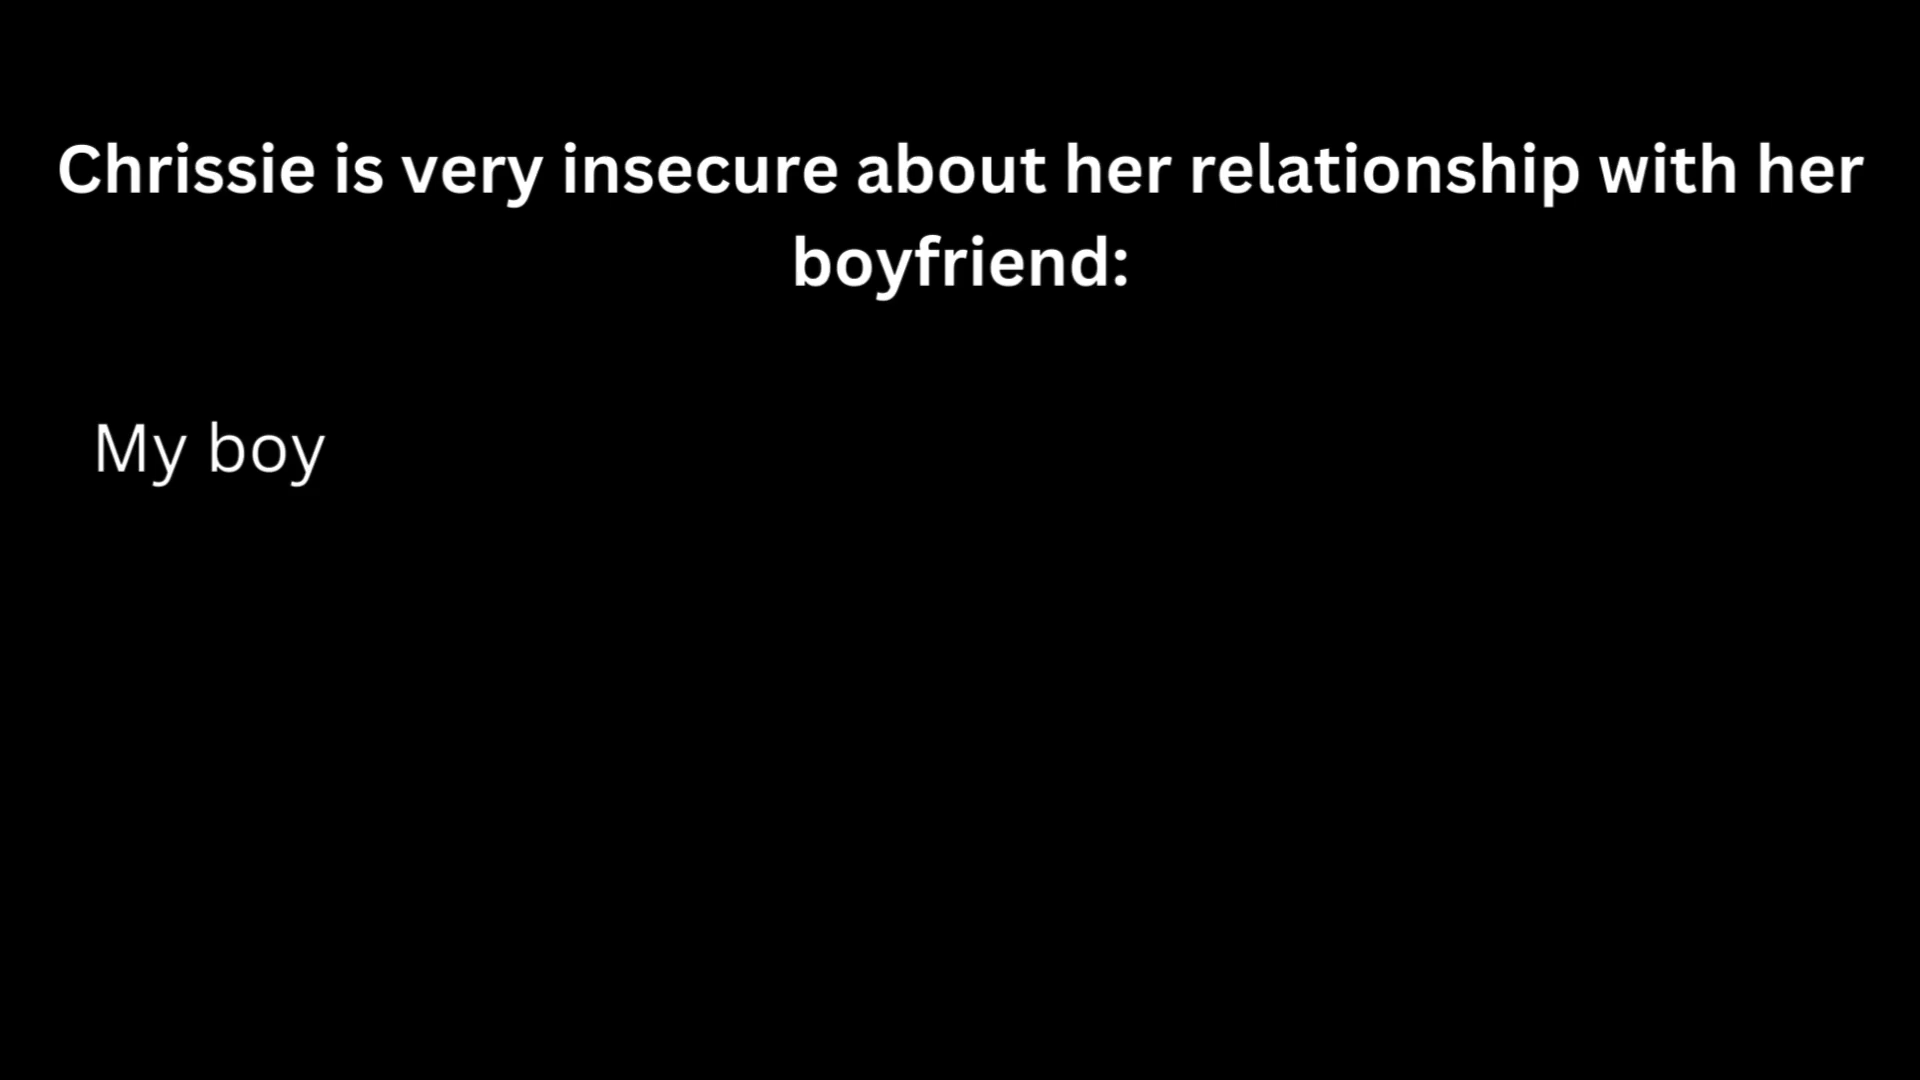 Chrissie is very insecure about her relationship with her
boyfriend:
My boy